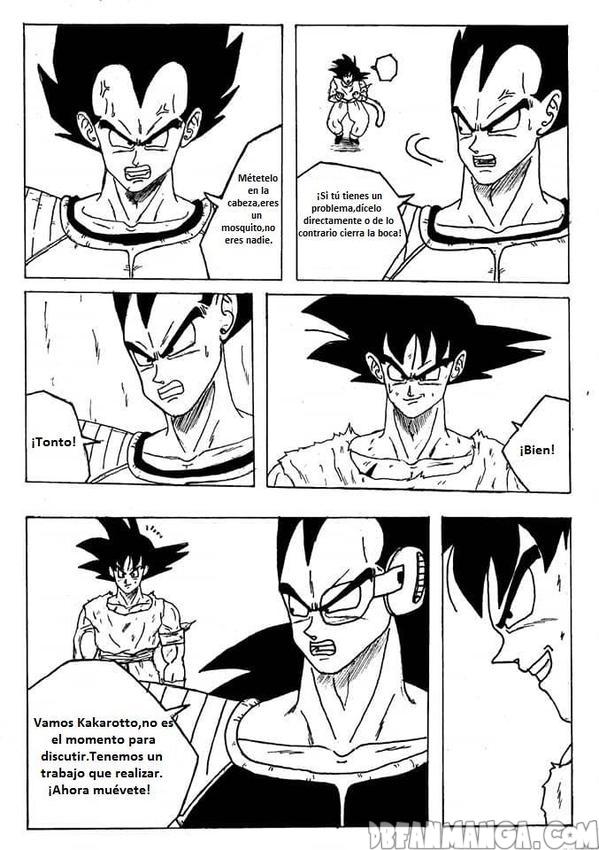 Métetelo
en la
cabeza,eres
un
mosquito,no
eres nadie.
¡Si tú tienes un
problema,dícelo
directamente o de lo
contrario cierra la boca!
¡Tonto!
¡Bien!
Vamos Kakarotto,no es
el momento para
discutir.Tenemos un
trabajo que realizar.
¡Ahora muévete!
DBFANMANGA.COM